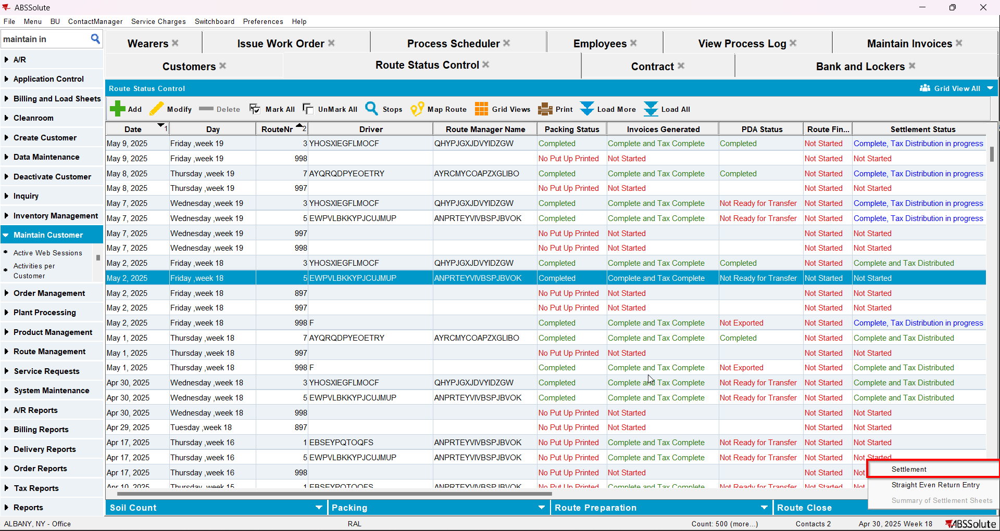 ABSSolute
File Menu BU ContactManager Service Charges Switchboard Preferences Help
maintain in
Wearers Issue Work Order Process Scheduler Employees View Process Log Maintain Invoices
Customers Route Status Control Contract Bank and Lockers
Route Status Control Grid View All
Add Modify Delete Mark All UnMark All Stops Map Route Grid Views Print Load More Load All
A/R
Application Control
Billing and Load Sheets
Cleanroom
Create Customer
Data Maintenance
Deactivate Customer
Inquiry
Inventory Management
Maintain Customer
Active Web Sessions
Activities per
Customer
Order Management
Plant Processing
Product Management
Route Management
Service Requests
System Maintenance
A/R Reports
Billing Reports
Delivery Reports
Order Reports
Tax Reports
Reports
Date 1 Day RouteNr 2 Driver Route Manager Name Packing Status Invoices Generated PDA Status Route Fin... Settlement Status
May 9, 2025 Friday ,week 19 3 YHOSXIEGFLMOCF QHYPJGXJDVYIDZGW Completed Complete and Tax Complete Completed Not Started Complete, Tax Distribution in progress
May 9, 2025 Friday ,week 19 998 No Put Up Printed Not Started Not Started Not Started
May 8, 2025 Thursday ,week 19 7 AYQRQDPYEOETRY AYRCMYCOAPZXGLIBO Completed Complete and Tax Complete Completed Not Started Complete, Tax Distribution in progress
May 8, 2025 Thursday ,week 19 997 No Put Up Printed Not Started Not Started Not Started
May 7, 2025 Wednesday ,week 19 3 YHOSXIEGFLMOCF QHYPJGXJDVYIDZGW Completed Complete and Tax Complete Not Ready for Transfer Not Started Complete, Tax Distribution in progress
May 7, 2025 Wednesday ,week 19 5 EWPVLBKKYPJCUJMUP ANPRTEYVIVBSPJBVOK Completed Complete and Tax Complete Not Ready for Transfer Not Started Complete, Tax Distribution in progress
May 7, 2025 Wednesday ,week 19 997 No Put Up Printed Not Started Not Started Not Started
May 7, 2025 Wednesday ,week 19 998 No Put Up Printed Not Started Not Started Not Started
May 2, 2025 Friday ,week 18 3 YHOSXIEGFLMOCF QHYPJGXJDVYIDZGW Completed Complete and Tax Complete Completed Not Started Complete and Tax Distributed
May 2, 2025 Friday ,week 18 5 EWPVLBKKYPJCUJMUP ANPRTEYVIVBSPJBVOK Completed Complete and Tax Complete Not Ready for Transfer Not Started Not Started
May 2, 2025 Friday ,week 18 897 No Put Up Printed Not Started Not Started Not Started
May 2, 2025 Friday ,week 18 997 No Put Up Printed Not Started Not Started Not Started
May 2, 2025 Friday ,week 18 998 F Completed Complete and Tax Complete Not Exported Not Started Complete, Tax Distribution in progress
May 1, 2025 Thursday ,week 18 7 AYQRQDPYEOETRY AYRCMYCOAPZXGLIBO Completed Complete and Tax Complete Completed Not Started Complete and Tax Distributed
May 1, 2025 Thursday ,week 18 997 No Put Up Printed Not Started Not Started Not Started
May 1, 2025 Thursday ,week 18 998 F Completed Complete and Tax Complete Not Exported Not Started Complete and Tax Distributed
Apr 30, 2025 Wednesday ,week 18 3 YHOSXIEGFLMOCF QHYPJGXJDVYIDZGW Completed Complete and Tax Complete Not Ready for Transfer Not Started Complete and Tax Distributed
Apr 30, 2025 Wednesday ,week 18 5 EWPVLBKKYPJCUJMUP ANPRTEYVIVBSPJBVOK Completed Complete and Tax Complete Not Ready for Transfer Not Started Complete and Tax Distributed
Apr 30, 2025 Wednesday ,week 18 998 No Put Up Printed Not Started Not Started Not Started
Apr 29, 2025 Tuesday ,week 18 897 No Put Up Printed Not Started Not Started Not Started
Apr 17, 2025 Thursday ,week 16 1 EBSEYPQTOQFS ANPRTEYVIVBSPJBVOK No Put Up Printed Complete and Tax Complete Not Ready for Transfer Not Started Not Started
Apr 17, 2025 Thursday ,week 16 5 EWPVLBKKYPJCUJMUP ANPRTEYVIVBSPJBVOK No Put Up Printed Complete and Tax Complete Not Ready for Transfer Not Started Not Started
Apr 17, 2025 Thursday ,week 16 998 No Put Up Printed Not Started Not Started Not
Apr 10, 2025 Thursday ,week 15 1 EBSEYPQTOQFS ANPRTEYVIVBSPJBVOK No Put Up Printed Complete and Tax Complete Not Ready for Transfer Not Started Not
Settlement
Straight Even Return Entry
Summary of Settlement Sheets
Soil Count Packing Route Preparation Route Close
ALBANY, NY - Office RAL Count: 500 (more...) Contacts 2 Apr 30, 2025 Week 18 ABSSolute